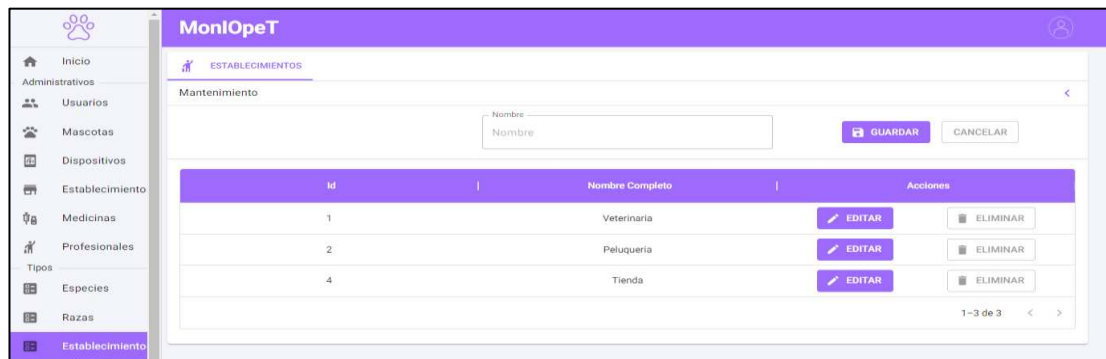 MonIOpeT
Inicio
Administrativos
Usuarios
Mascotas
Dispositivos
Establecimiento
Medicinas
Profesionales
Tipos
Especies
Razas
Establecimiento
ESTABLECIMIENTOS
Mantenimiento
Nombre
Nombre
GUARDAR CANCELAR
Id Nombre Completo Acciones
1 Veterinaria EDITAR ELIMINAR
2 Peluqueria EDITAR ELIMINAR
4 Tienda EDITAR ELIMINAR
1–3 de 3